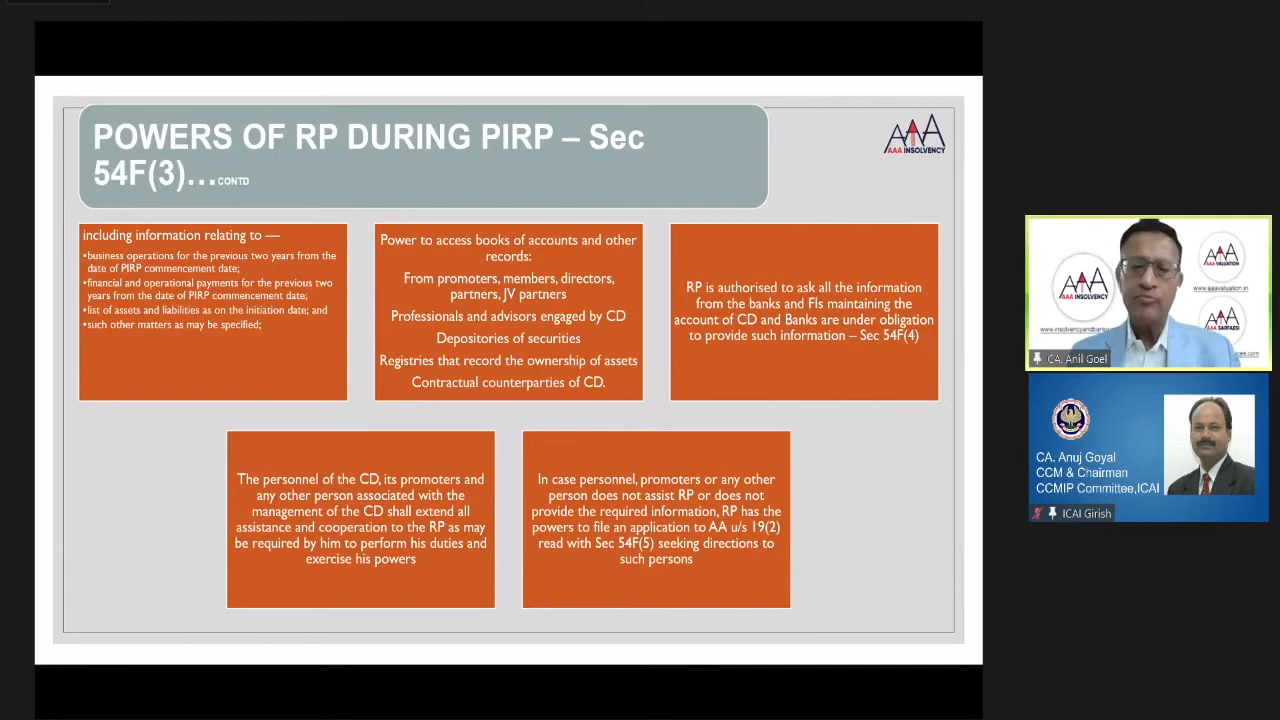 POWERS OF RP DURING PIRP – Sec
54F(3)…CONTD
AAA INSOLVENCY
including information relating to —
•business operations for the previous two years from the
date of PIRP commencement date;
•financial and operational payments for the previous two
years from the date of PIRP commencement date;
•list of assets and liabilities as on the initiation date; and
•such other matters as may be specified;
Power to access books of accounts and other
records:
From promoters, members, directors,
partners, JV partners
Professionals and advisors engaged by CD
Depositories of securities
Registries that record the ownership of assets
Contractual counterparties of CD.
RP is authorised to ask all the information
from the banks and FIs maintaining the
account of CD and Banks are under obligation
to provide such information – Sec 54F(4)
The personnel of the CD, its promoters and
any other person associated with the
management of the CD shall extend all
assistance and cooperation to the RP as may
be required by him to perform his duties and
exercise his powers
In case personnel, promoters or any other
person does not assist RP or does not
provide the required information, RP has the
powers to file an application to AA u/s 19(2)
read with Sec 54F(5) seeking directions to
such persons
AAA INSOLVENCY
AAA VALUATION
www.aaavaluation.in
AAA SARFAESI
CA. Anil Goel
CA. Anuj Goyal
CCM & Chairman
CCMIP Committee,ICAI
ICAI Girish